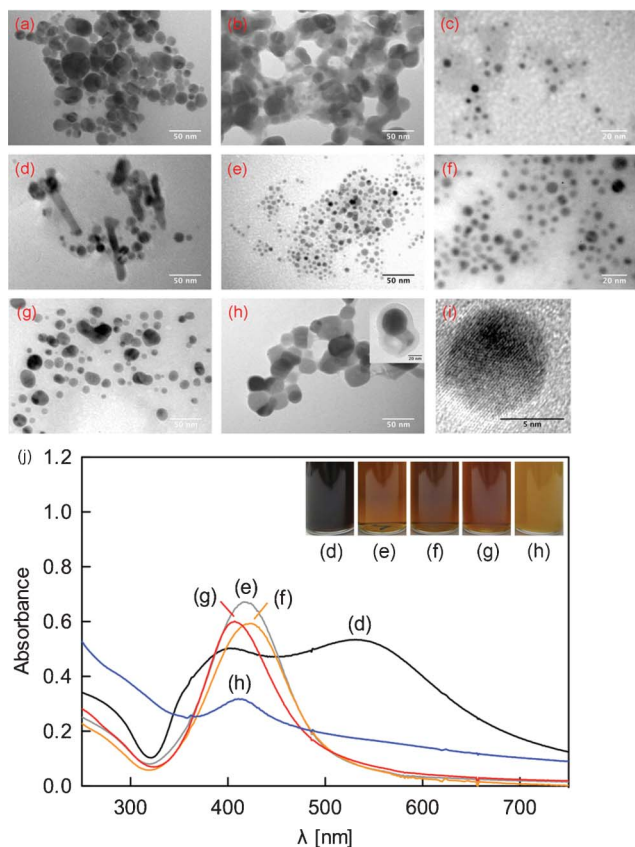 (a)
50 nm
(b)
50 nm
(c)
20 nm
(d)
50 nm
(e)
50 nm
(f)
20 nm
(g)
50 nm
(h)
20 nm
50 nm
(i)
5 nm
(j)
1.2
1.0
0.8
0.6
0.4
0.2
0.0
Absorbance
(d) (e) (f) (g) (h)
(g) (e) (f) (d)
(h)
300 400 500 600 700
λ [nm]